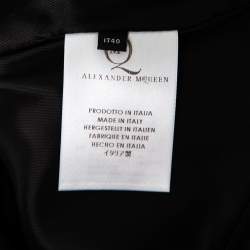 IT40
Q
ALEXANDER MCQUEEN
PRODOTTO IN ITALIA
MADE IN ITALY
HERGESTELLT IN ITALIEN
FABRIQUE EN ITALIE
HECHO EN ITALIA
イタリア製